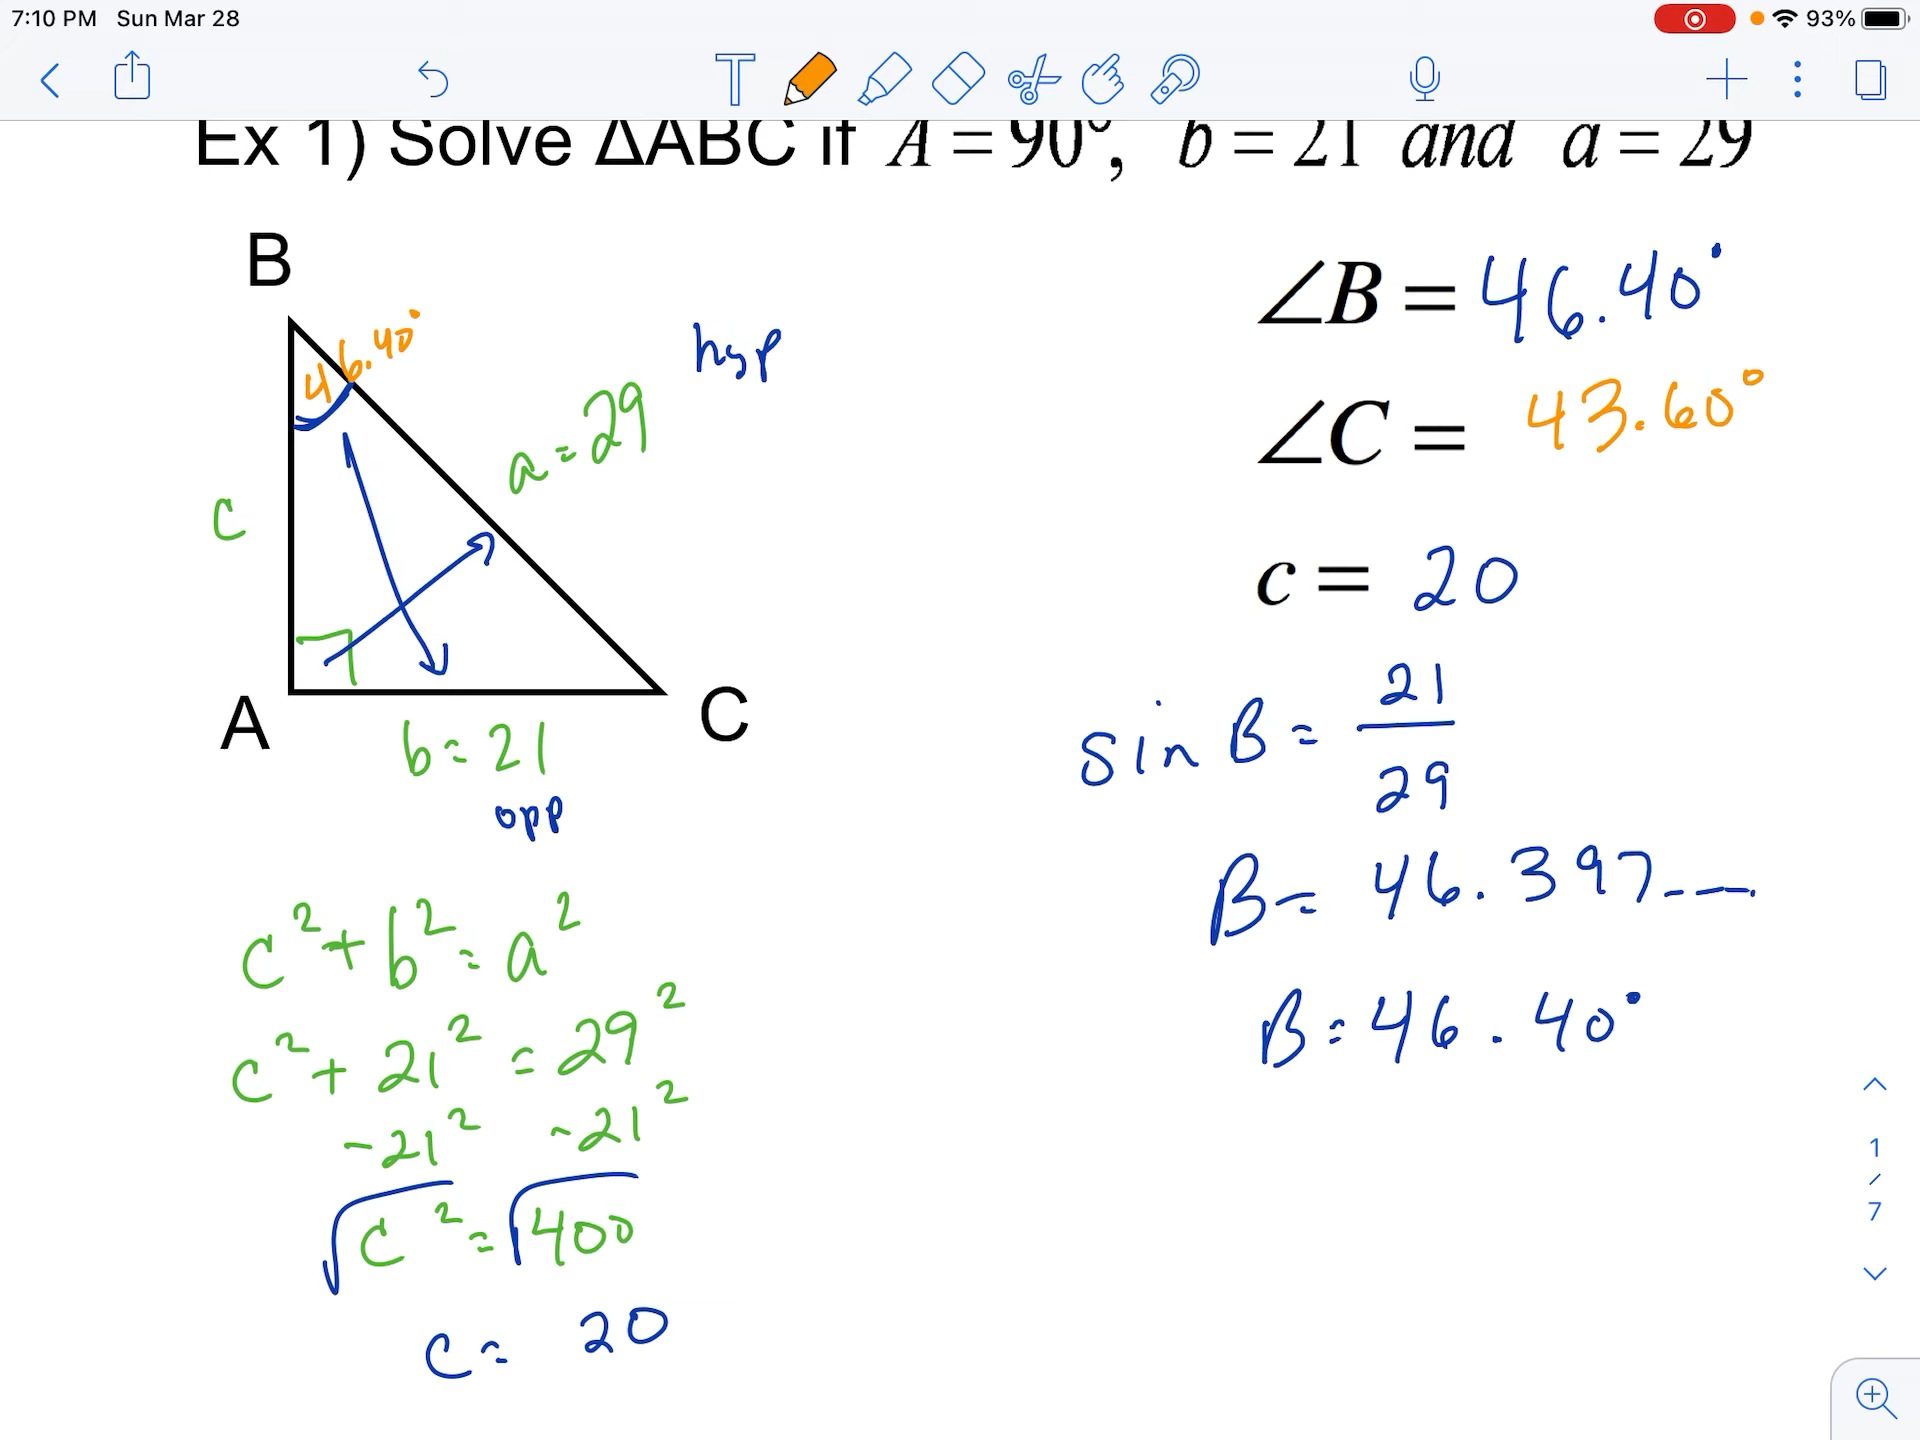 7:10 PM Sun Mar 28
93%
T
Ex 1) Solve ΔABC if A = 90°, b = 21 and a = 29
B
46.40°
hyp
a = 29
c
A
C
b = 21
opp
c² + b² = a²
c² + 21² = 29²
-21² -21²
√c² = √400
c = 20
∠B = 46.40°
∠C = 43.60°
c = 20
sin B = 21/29
B = 46.397---.
B = 46.40°
1
/
7